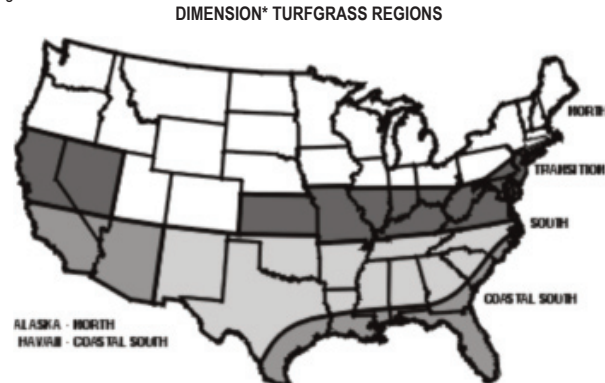 DIMENSION* TURFGRASS REGIONS
NORTH
TRANSITION
SOUTH
COASTAL SOUTH
ALASKA - NORTH
HAWAII - COASTAL SOUTH